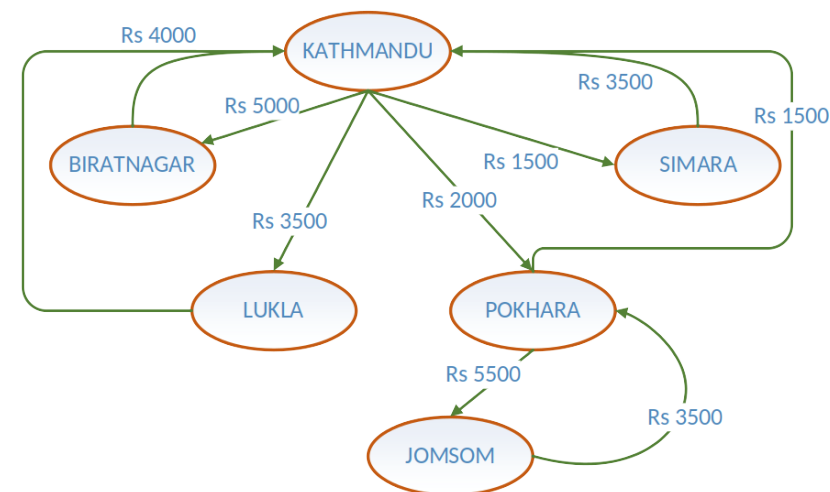 Rs 4000
KATHMANDU
Rs 3500
Rs 5000
Rs 1500
BIRATNAGAR
Rs 1500
SIMARA
Rs 2000
Rs 3500
LUKLA
POKHARA
Rs 5500
Rs 3500
JOMSOM